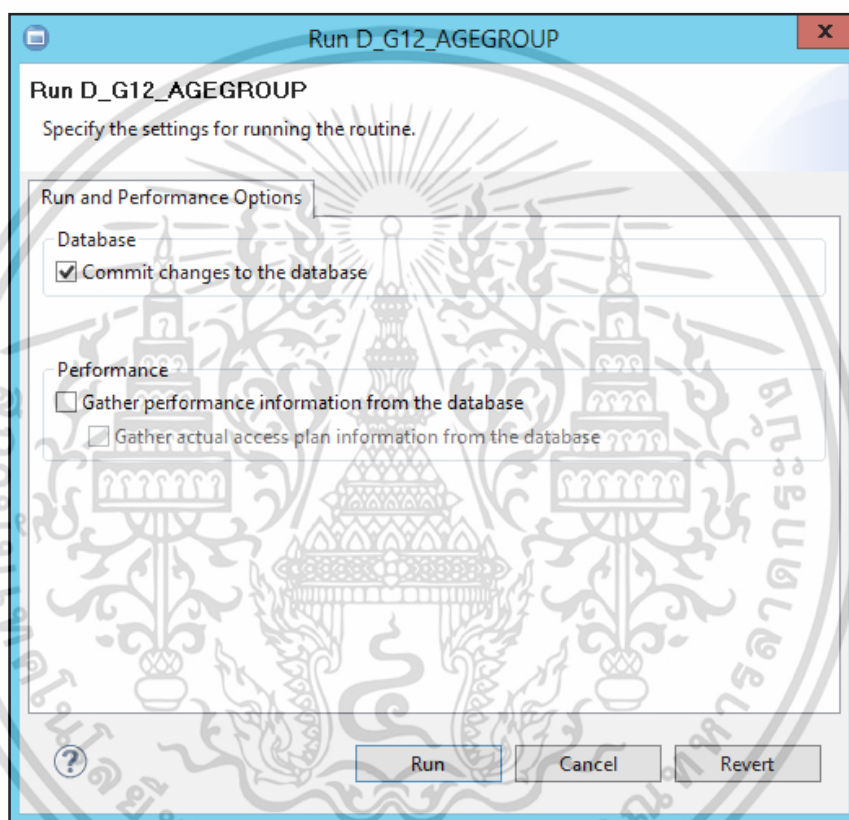 Run D_G12_AGEGROUP
x
Run D_G12_AGEGROUP
Specify the settings for running the routine.
Run and Performance Options
Database
Commit changes to the database
Performance
Gather performance information from the database
Gather actual access plan information from the database
?
Run
Cancel
Revert